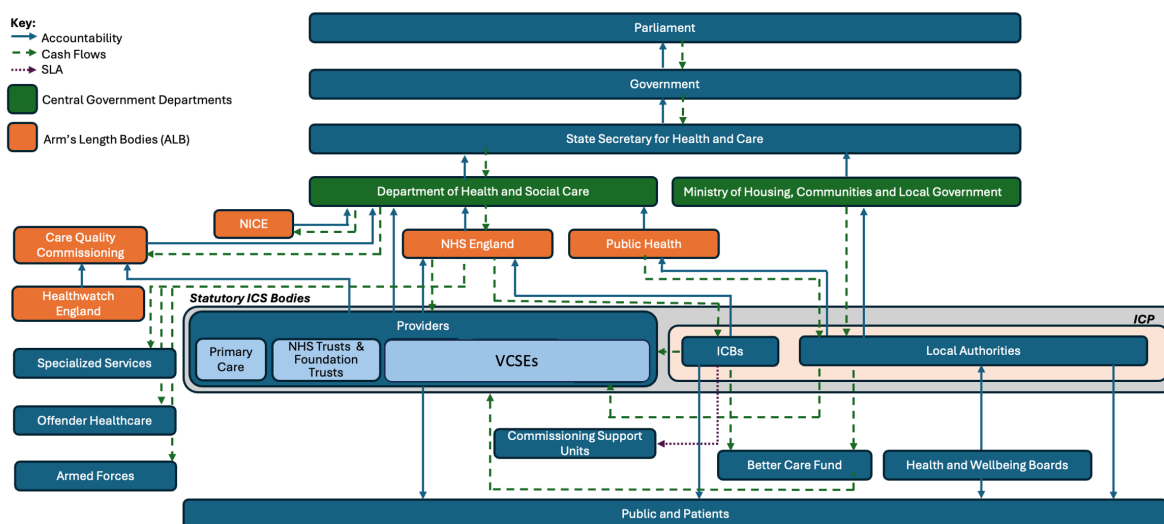 Key:
Accountability
Cash Flows
SLA
Central Government Departments
Arm's Length Bodies (ALB)
Parliament
Government
State Secretary for Health and Care
Department of Health and Social Care
Ministry of Housing, Communities and Local Government
NICE
Care Quality
Commissioning
NHS England
Public Health
Healthwatch
England
Statutory ICS Bodies
ICP
Providers
Primary
Care
NHS Trusts &
Foundation
Trusts
VCSEs
ICBs
Local Authorities
Specialized Services
Offender Healthcare
Armed Forces
Commissioning Support
Units
Better Care Fund
Health and Wellbeing Boards
Public and Patients